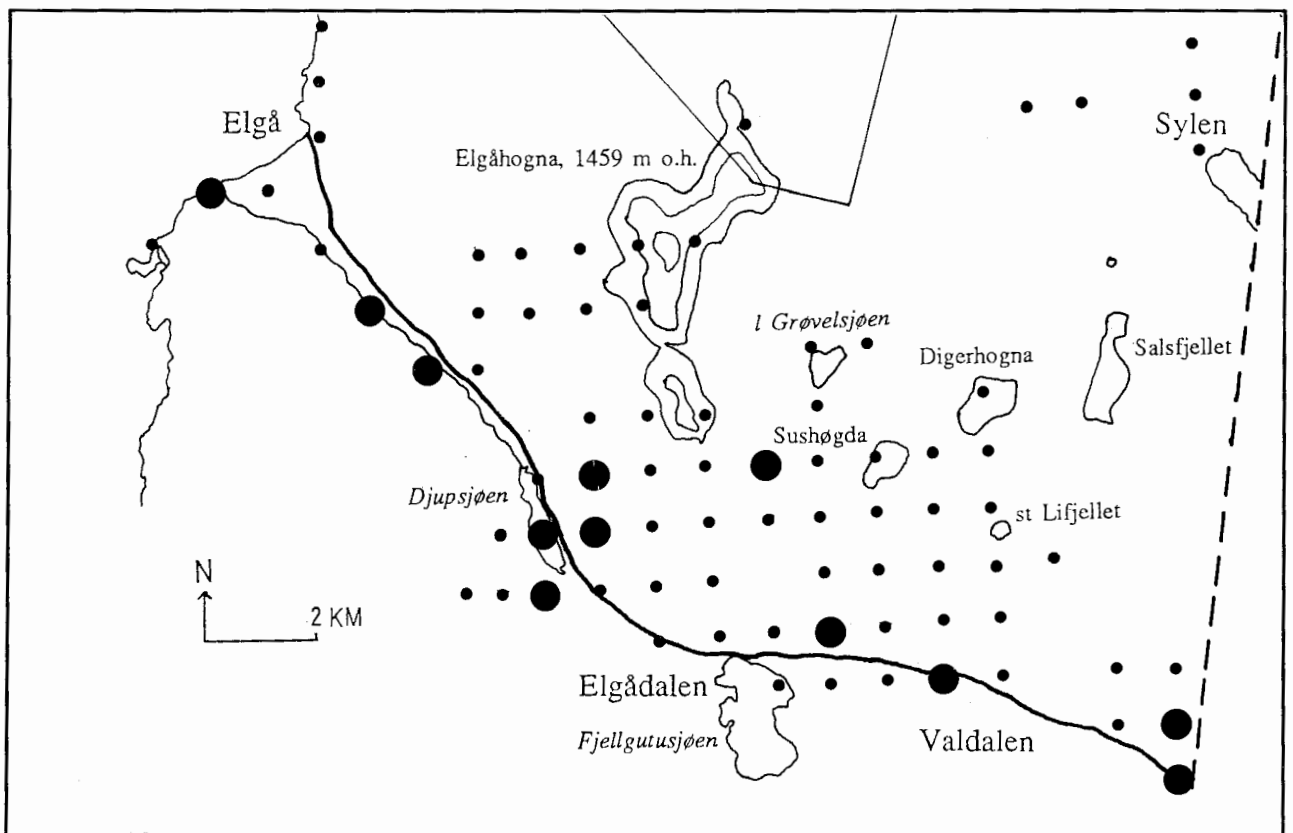 Elgå
Sylen
Elgåhogna, 1459 m o.h.
l Grøvelsjøen
Digerhogna
Salsfjellet
Sushøgda
Djupsjøen
st Lifjellet
N
2 KM
Elgådalen
Fjellgutusjøen
Valdalen